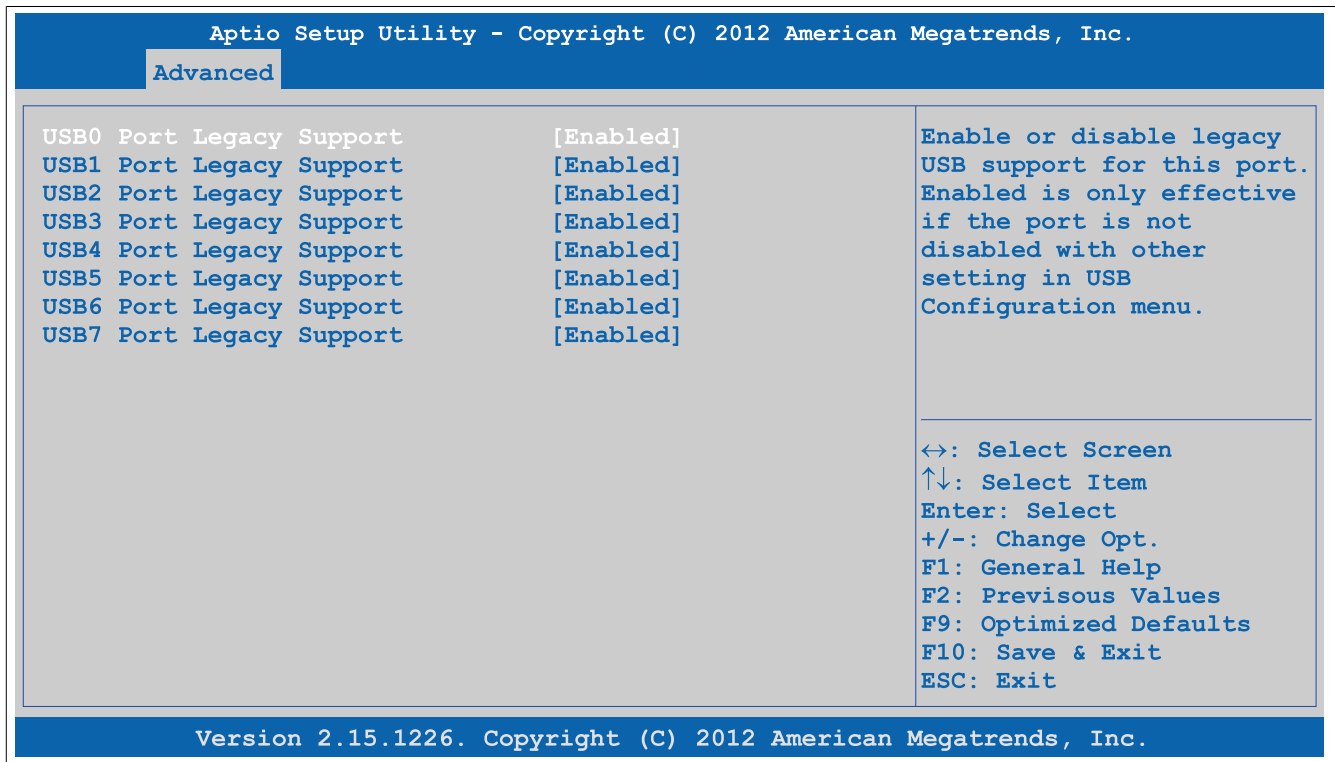 Aptio Setup Utility - Copyright (C) 2012 American Megatrends, Inc.
Advanced
USB0 Port Legacy Support [Enabled]
USB1 Port Legacy Support [Enabled]
USB2 Port Legacy Support [Enabled]
USB3 Port Legacy Support [Enabled]
USB4 Port Legacy Support [Enabled]
USB5 Port Legacy Support [Enabled]
USB6 Port Legacy Support [Enabled]
USB7 Port Legacy Support [Enabled]
Enable or disable legacy
USB support for this port.
Enabled is only effective
if the port is not
disabled with other
setting in USB
Configuration menu.
↔: Select Screen
↑↓: Select Item
Enter: Select
+/-: Change Opt.
F1: General Help
F2: Previsous Values
F9: Optimized Defaults
F10: Save & Exit
ESC: Exit
Version 2.15.1226. Copyright (C) 2012 American Megatrends, Inc.